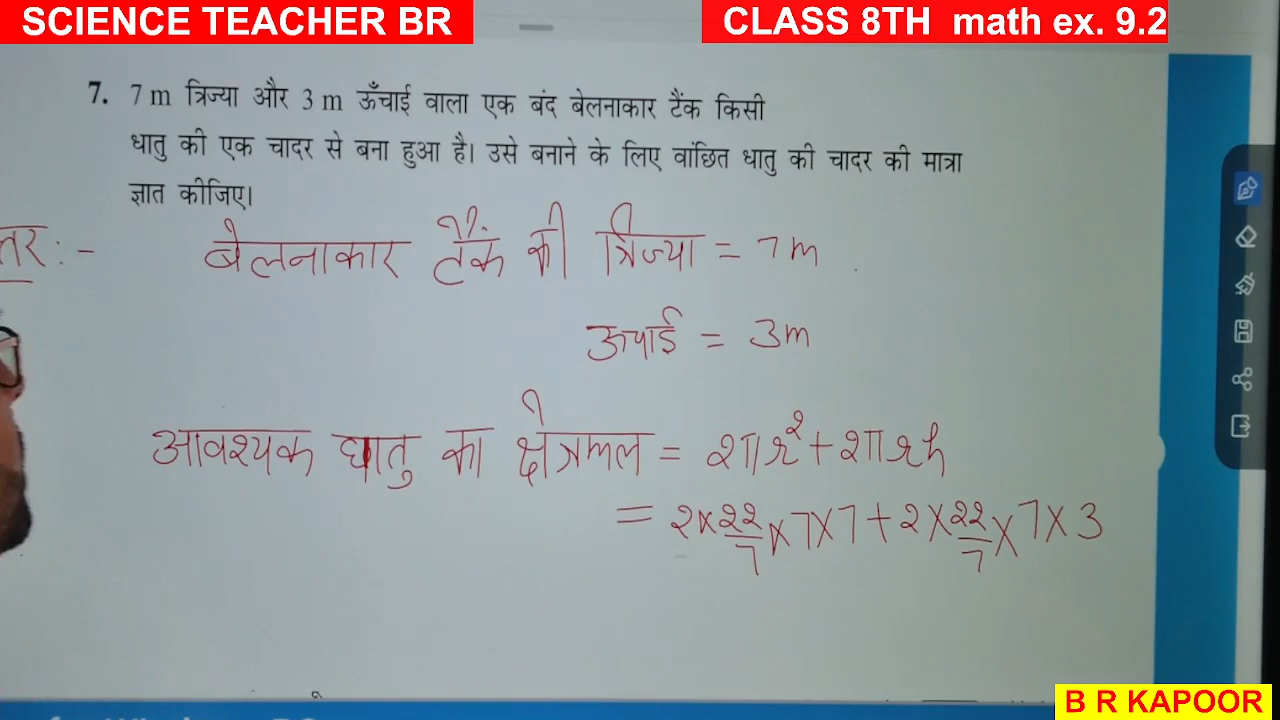 SCIENCE TEACHER BR
CLASS 8TH math ex. 9.2
7. 7 m त्रिज्या और 3 m ऊँचाई वाला एक बंद बेलनाकार टैंक किसी
धातु की एक चादर से बना हुआ है। उसे बनाने के लिए वांछित धातु की चादर की मात्रा
ज्ञात कीजिए।
त्तर :- बेलनाकार टैंक की त्रिज्या = 7m
ऊचाई = 3m
आवश्यक धातु का क्षेत्रफल = 2πr²+2πrh
= 2×22/7×7×7+2×22/7×7×3
B R KAPOOR